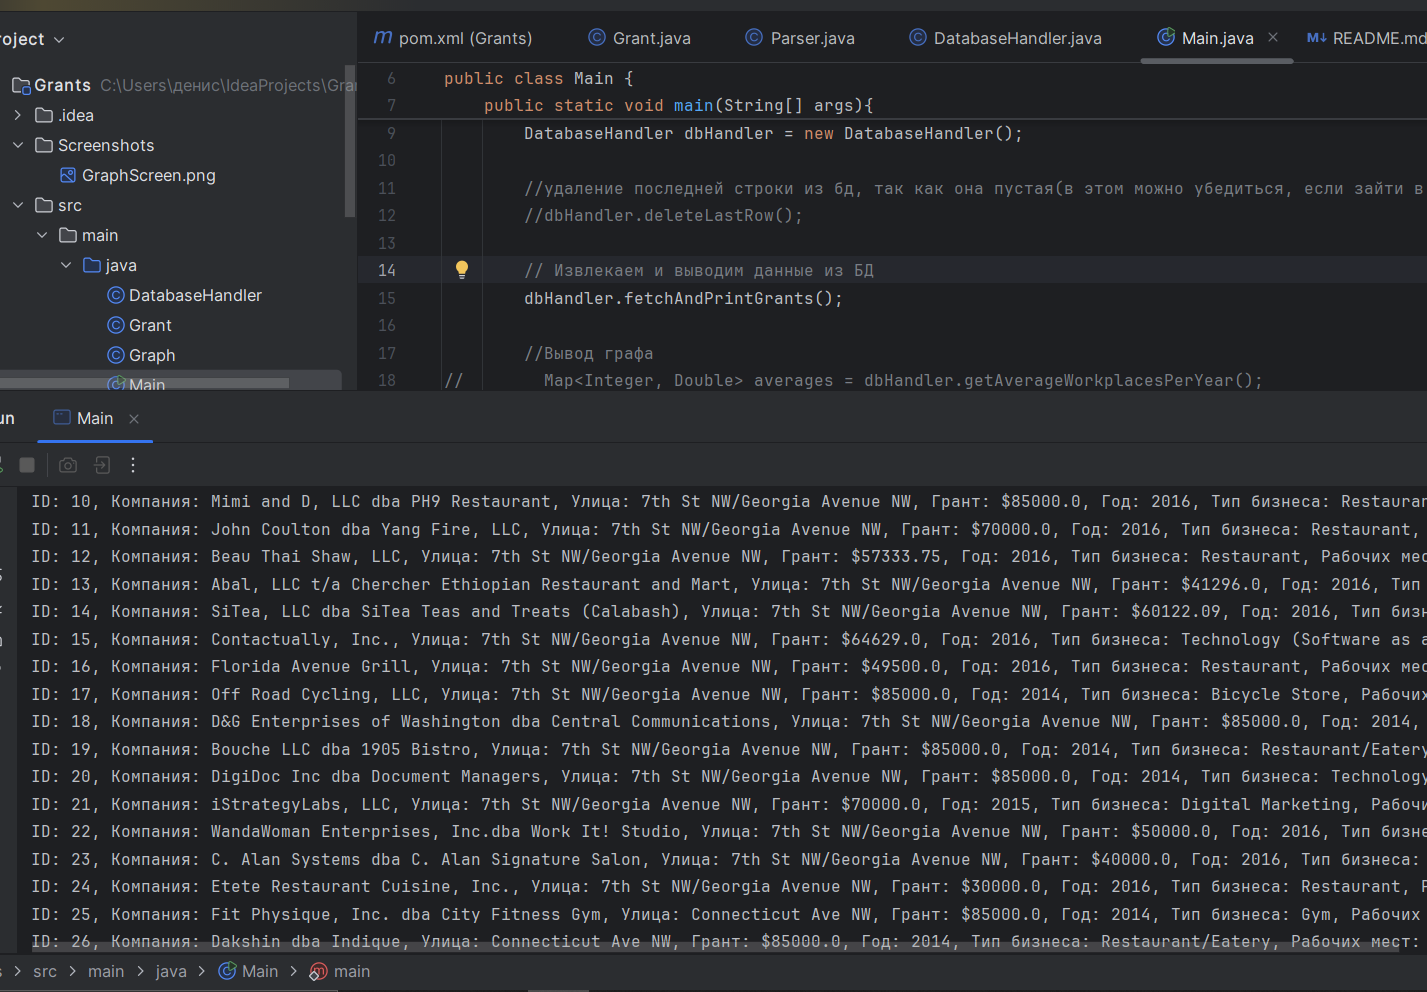 roject
pom.xml (Grants) Grant.java Parser.java DatabaseHandler.java Main.java README.md
Grants C:\Users\денис\IdeaProjects\Gra
.idea
Screenshots
GraphScreen.png
src
main
java
DatabaseHandler
Grant
Graph
Main
6 public class Main {
7 public static void main(String[] args){
9 DatabaseHandler dbHandler = new DatabaseHandler();
10
11 //удаление последней строки из бд, так как она пустая(в этом можно убедиться, если зайти в
12 //dbHandler.deleteLastRow();
13
14 // Извлекаем и выводим данные из БД
15 dbHandler.fetchAndPrintGrants();
16
17 //Вывод графа
18 // Map<Integer, Double> averages = dbHandler.getAverageWorkplacesPerYear();
un Main
ID: 10, Компания: Mimi and D, LLC dba PH9 Restaurant, Улица: 7th St NW/Georgia Avenue NW, Грант: $85000.0, Год: 2016, Тип бизнеса: Restauran
ID: 11, Компания: John Coulton dba Yang Fire, LLC, Улица: 7th St NW/Georgia Avenue NW, Грант: $70000.0, Год: 2016, Тип бизнеса: Restaurant,
ID: 12, Компания: Beau Thai Shaw, LLC, Улица: 7th St NW/Georgia Avenue NW, Грант: $57333.75, Год: 2016, Тип бизнеса: Restaurant, Рабочих мес
ID: 13, Компания: Abal, LLC t/a Chercher Ethiopian Restaurant and Mart, Улица: 7th St NW/Georgia Avenue NW, Грант: $41296.0, Год: 2016, Тип
ID: 14, Компания: SiTea, LLC dba SiTea Teas and Treats (Calabash), Улица: 7th St NW/Georgia Avenue NW, Грант: $60122.09, Год: 2016, Тип бизн
ID: 15, Компания: Contactually, Inc., Улица: 7th St NW/Georgia Avenue NW, Грант: $64629.0, Год: 2016, Тип бизнеса: Technology (Software as a
ID: 16, Компания: Florida Avenue Grill, Улица: 7th St NW/Georgia Avenue NW, Грант: $49500.0, Год: 2016, Тип бизнеса: Restaurant, Рабочих мес
ID: 17, Компания: Off Road Cycling, LLC, Улица: 7th St NW/Georgia Avenue NW, Грант: $85000.0, Год: 2014, Тип бизнеса: Bicycle Store, Рабочих
ID: 18, Компания: D&G Enterprises of Washington dba Central Communications, Улица: 7th St NW/Georgia Avenue NW, Грант: $85000.0, Год: 2014,
ID: 19, Компания: Bouche LLC dba 1905 Bistro, Улица: 7th St NW/Georgia Avenue NW, Грант: $85000.0, Год: 2014, Тип бизнеса: Restaurant/Eatery
ID: 20, Компания: DigiDoc Inc dba Document Managers, Улица: 7th St NW/Georgia Avenue NW, Грант: $85000.0, Год: 2014, Тип бизнеса: Technology
ID: 21, Компания: iStrategyLabs, LLC, Улица: 7th St NW/Georgia Avenue NW, Грант: $70000.0, Год: 2015, Тип бизнеса: Digital Marketing, Рабочи
ID: 22, Компания: WandaWoman Enterprises, Inc.dba Work It! Studio, Улица: 7th St NW/Georgia Avenue NW, Грант: $50000.0, Год: 2016, Тип бизне
ID: 23, Компания: C. Alan Systems dba C. Alan Signature Salon, Улица: 7th St NW/Georgia Avenue NW, Грант: $40000.0, Год: 2016, Тип бизнеса:
ID: 24, Компания: Etete Restaurant Cuisine, Inc., Улица: 7th St NW/Georgia Avenue NW, Грант: $30000.0, Год: 2016, Тип бизнеса: Restaurant, Р
ID: 25, Компания: Fit Physique, Inc. dba City Fitness Gym, Улица: Connecticut Ave NW, Грант: $85000.0, Год: 2014, Тип бизнеса: Gym, Рабочих
ID: 26, Компания: Dakshin dba Indique, Улица: Connecticut Ave NW, Грант: $85000.0, Год: 2014, Тип бизнеса: Restaurant/Eatery, Рабочих мест:
s > src > main > java > Main > main